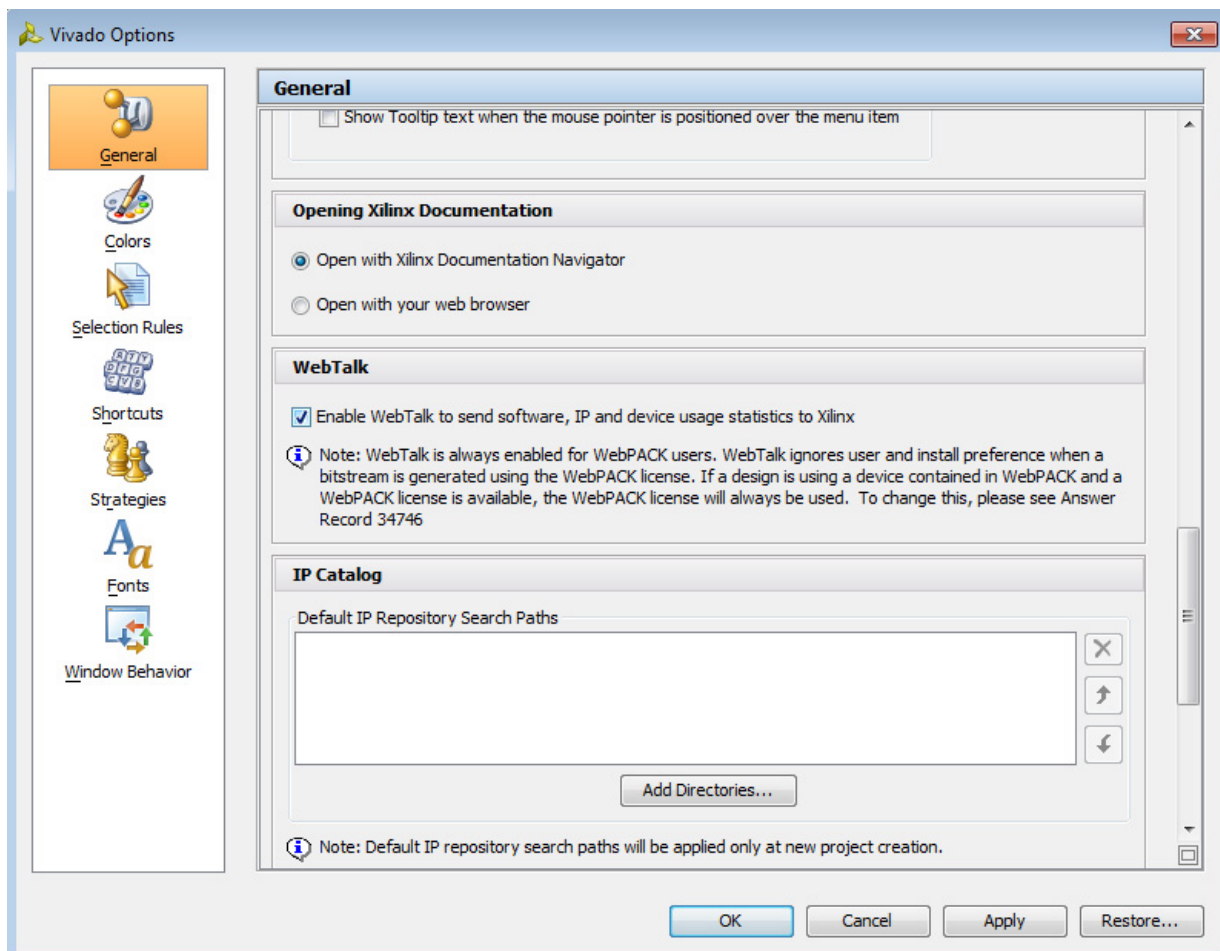 Vivado Options
General
Colors
Selection Rules
Shortcuts
Strategies
Fonts
Window Behavior
General
Show Tooltip text when the mouse pointer is positioned over the menu item
Opening Xilinx Documentation
Open with Xilinx Documentation Navigator
Open with your web browser
WebTalk
Enable WebTalk to send software, IP and device usage statistics to Xilinx
Note: WebTalk is always enabled for WebPACK users. WebTalk ignores user and install preference when a
bitstream is generated using the WebPACK license. If a design is using a device contained in WebPACK and a
WebPACK license is available, the WebPACK license will always be used. To change this, please see Answer
Record 34746
IP Catalog
Default IP Repository Search Paths
Add Directories...
Note: Default IP repository search paths will be applied only at new project creation.
OK
Cancel
Apply
Restore...